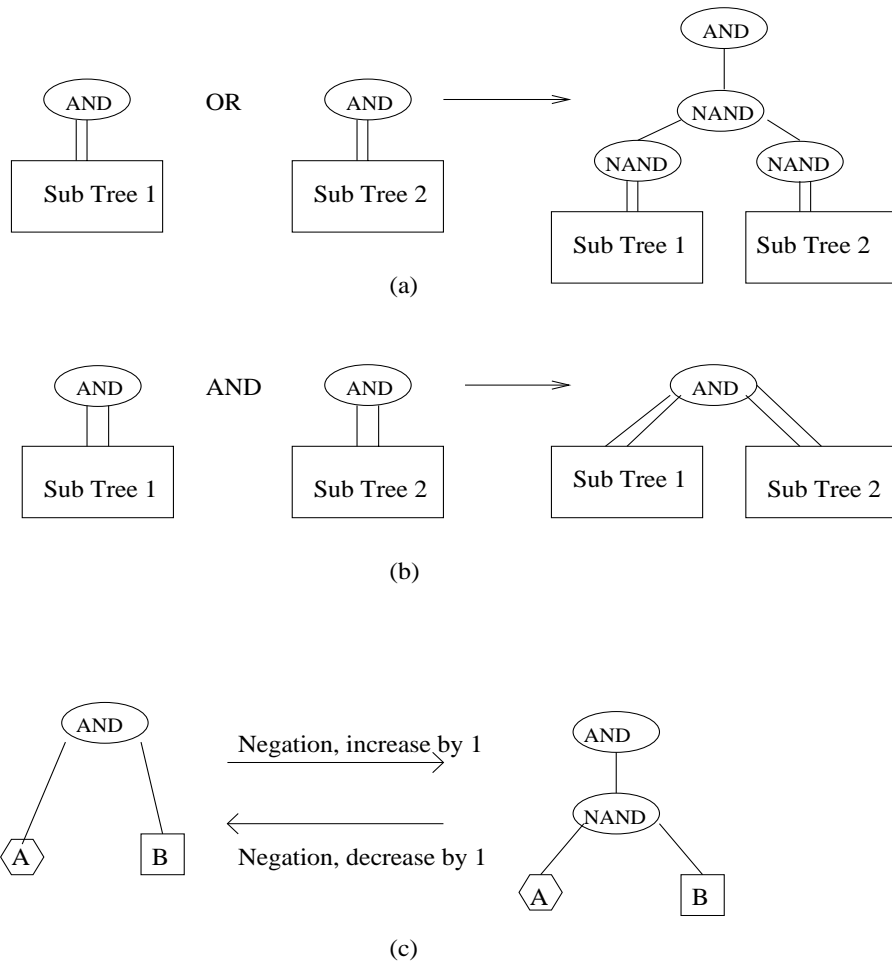 AND
AND OR AND
NAND
NAND NAND
Sub Tree 1 Sub Tree 2
Sub Tree 1 Sub Tree 2
(a)
AND AND AND AND
Sub Tree 1 Sub Tree 2 Sub Tree 1 Sub Tree 2
(b)
AND
Negation, increase by 1
AND
NAND
A B
Negation, decrease by 1
A B
(c)